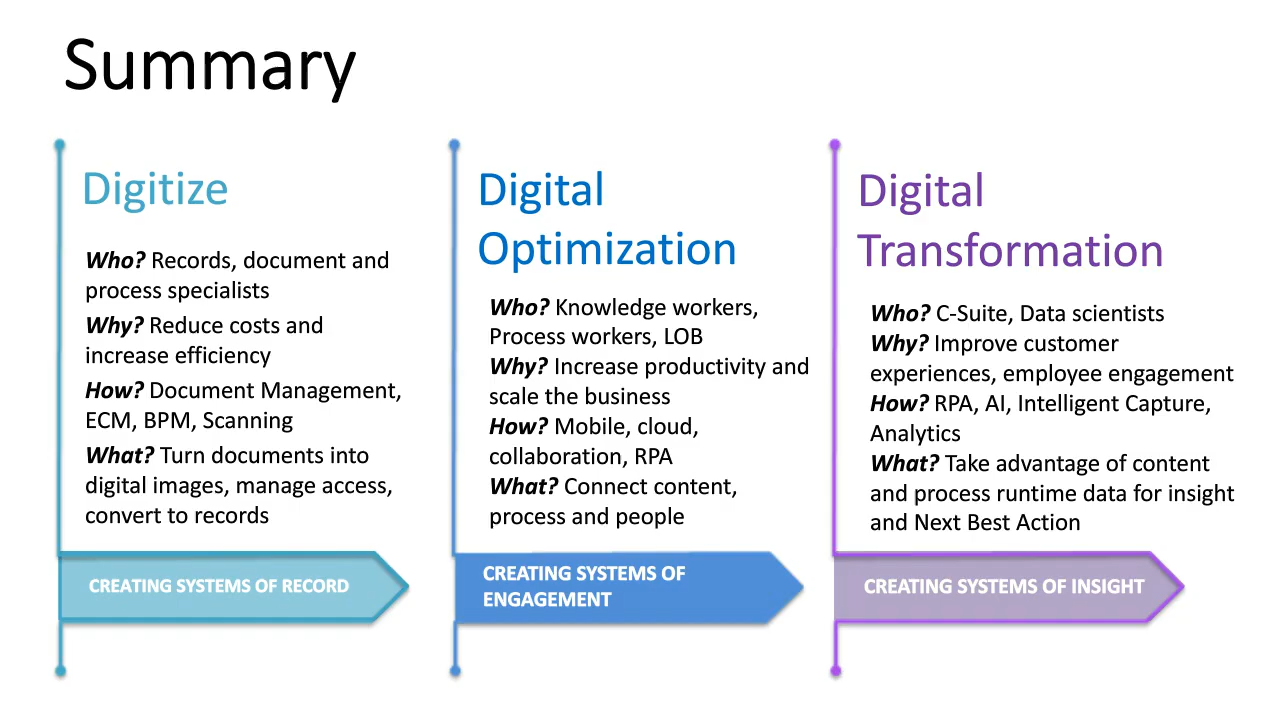 Summary
Digitize
Who? Records, document and
process specialists
Why? Reduce costs and
increase efficiency
How? Document Management,
ECM, BPM, Scanning
What? Turn documents into
digital images, manage access,
convert to records
CREATING SYSTEMS OF RECORD
Digital
Optimization
Who? Knowledge workers,
Process workers, LOB
Why? Increase productivity and
scale the business
How? Mobile, cloud,
collaboration, RPA
What? Connect content,
process and people
CREATING SYSTEMS OF
ENGAGEMENT
Digital
Transformation
Who? C-Suite, Data scientists
Why? Improve customer
experiences, employee engagement
How? RPA, AI, Intelligent Capture,
Analytics
What? Take advantage of content
and process runtime data for insight
and Next Best Action
CREATING SYSTEMS OF INSIGHT